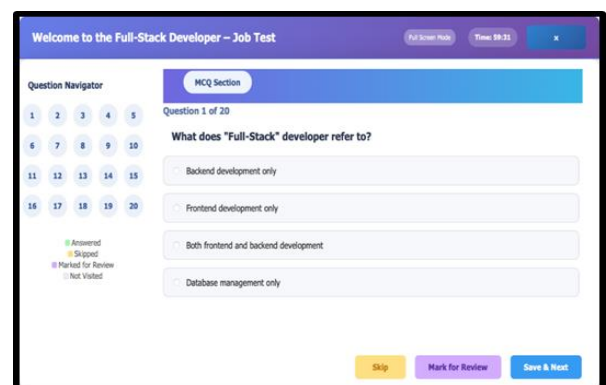 Welcome to the Full-Stack Developer – Job Test
Full Screen Mode
Time: 59:31
x
Question Navigator
1 2 3 4 5
6 7 8 9 10
11 12 13 14 15
16 17 18 19 20
Answered
Skipped
Marked for Review
Not Visited
MCQ Section
Question 1 of 20
What does "Full-Stack" developer refer to?
Backend development only
Frontend development only
Both frontend and backend development
Database management only
Skip
Mark for Review
Save & Next